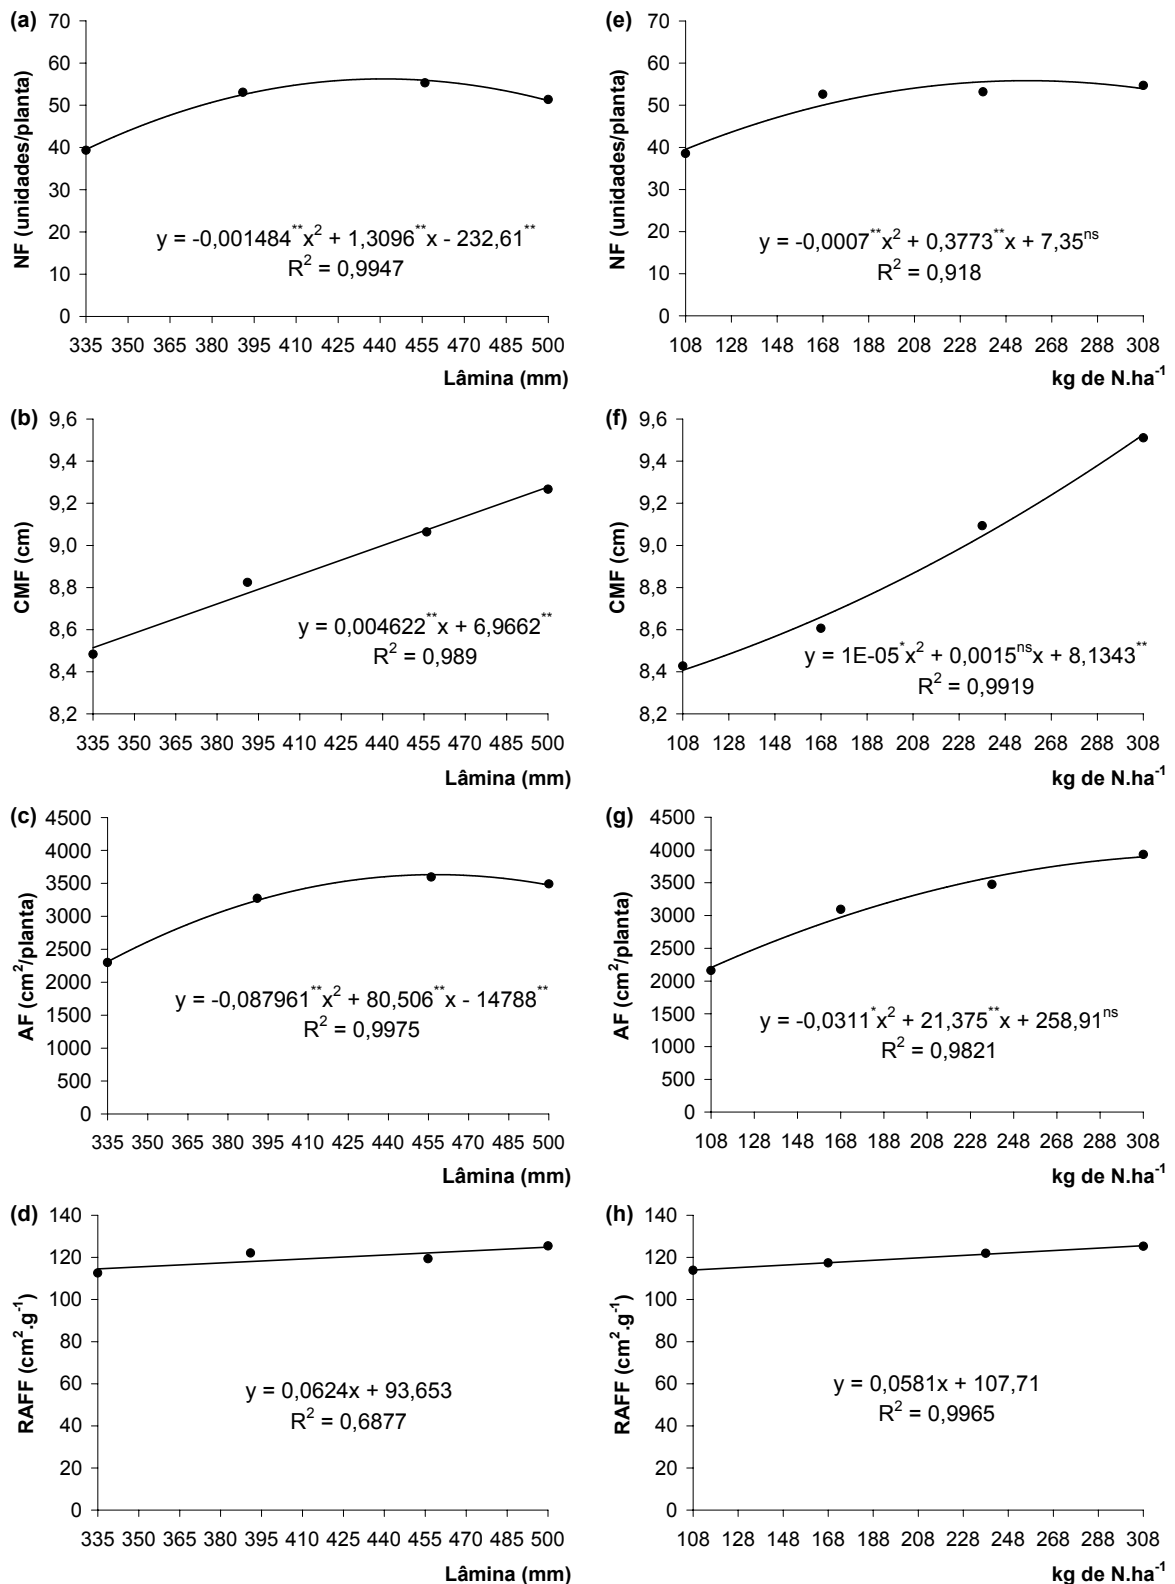 (a)
NF (unidades/planta)
70
60
50
40
30
20
10
0
y = -0,001484**x² + 1,3096**x - 232,61**
R² = 0,9947
335 350 365 380 395 410 425 440 455 470 485 500
Lâmina (mm)
(e)
NF (unidades/planta)
70
60
50
40
30
20
10
0
y = -0,0007**x² + 0,3773**x + 7,35ns
R² = 0,918
108 128 148 168 188 208 228 248 268 288 308
kg de N.ha-1
(b)
CMF (cm)
9,6
9,4
9,2
9,0
8,8
8,6
8,4
8,2
y = 0,004622**x + 6,9662**
R² = 0,989
335 350 365 380 395 410 425 440 455 470 485 500
Lâmina (mm)
(f)
CMF (cm)
9,6
9,4
9,2
9,0
8,8
8,6
8,4
8,2
y = 1E-05*x² + 0,0015nsx + 8,1343**
R² = 0,9919
108 128 148 168 188 208 228 248 268 288 308
kg de N.ha-1
(c)
AF (cm²/planta)
4500
4000
3500
3000
2500
2000
1500
1000
500
0
y = -0,087961**x² + 80,506**x - 14788**
R² = 0,9975
335 350 365 380 395 410 425 440 455 470 485 500
Lâmina (mm)
(g)
AF (cm²/planta)
4500
4000
3500
3000
2500
2000
1500
1000
500
0
y = -0,0311*x² + 21,375**x + 258,91ns
R² = 0,9821
108 128 148 168 188 208 228 248 268 288 308
kg de N.ha-1
(d)
RAFF (cm².g-1)
140
120
100
80
60
40
20
0
y = 0,0624x + 93,653
R² = 0,6877
335 350 365 380 395 410 425 440 455 470 485 500
Lâmina (mm)
(h)
RAFF (cm².g-1)
140
120
100
80
60
40
20
0
y = 0,0581x + 107,71
R² = 0,9965
108 128 148 168 188 208 228 248 268 288 308
kg de N.ha-1